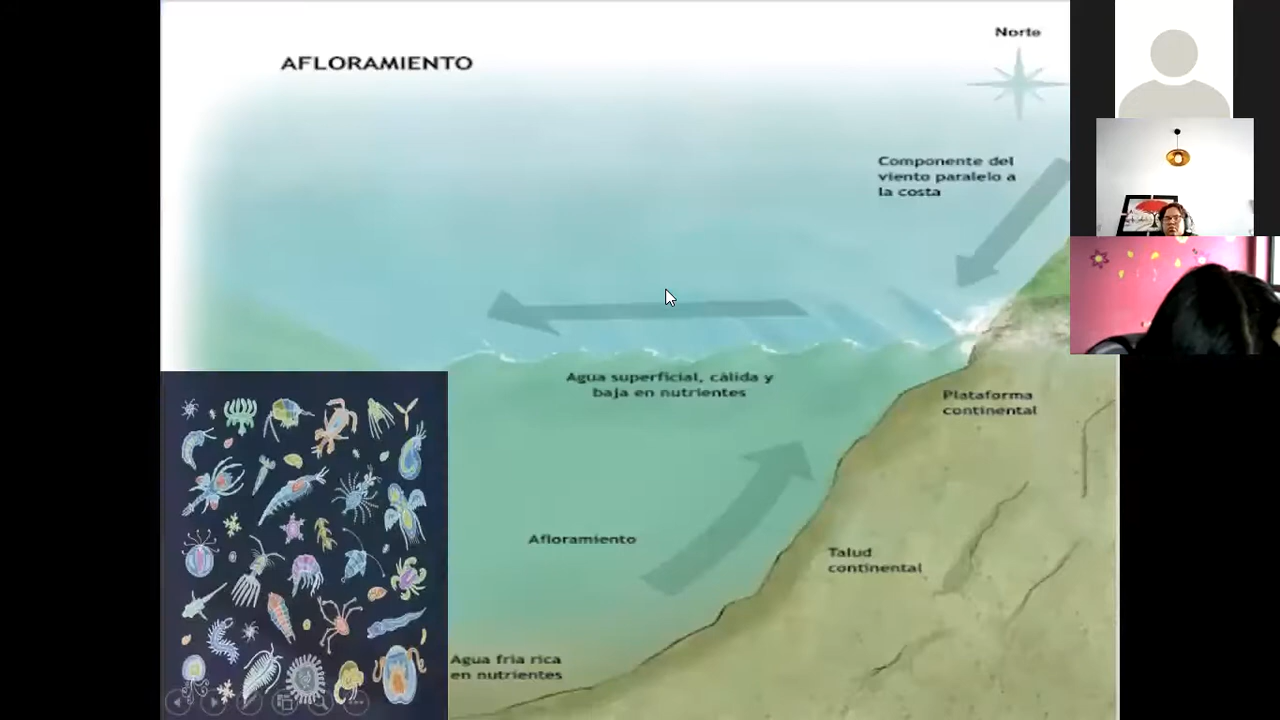 Norte
AFLORAMIENTO
Componente del
viento paralelo a
la costa
Agua superficial, cálida y
baja en nutrientes
Plataforma
continental
Afloramiento
Talud
continental
Agua fría rica
en nutrientes